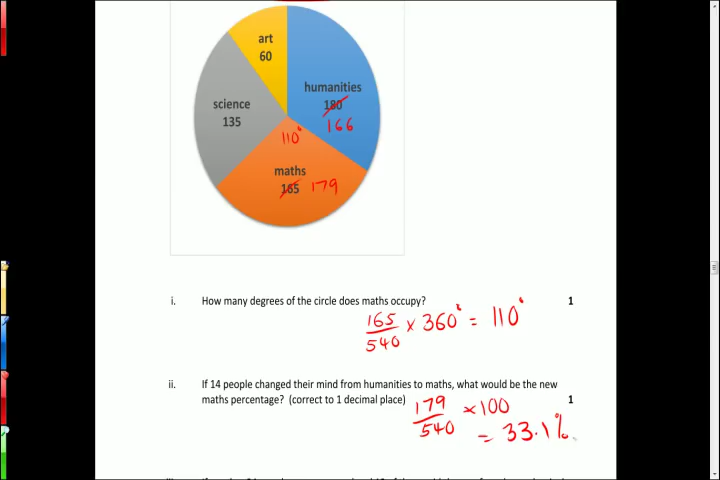 art
60
humanities
180
166
science
135
110°
maths
165 179
i. How many degrees of the circle does maths occupy? 1
165/540 × 360° = 110°
ii. If 14 people changed their mind from humanities to maths, what would be the new
maths percentage? (correct to 1 decimal place) 1
179/540 × 100
= 33.1%